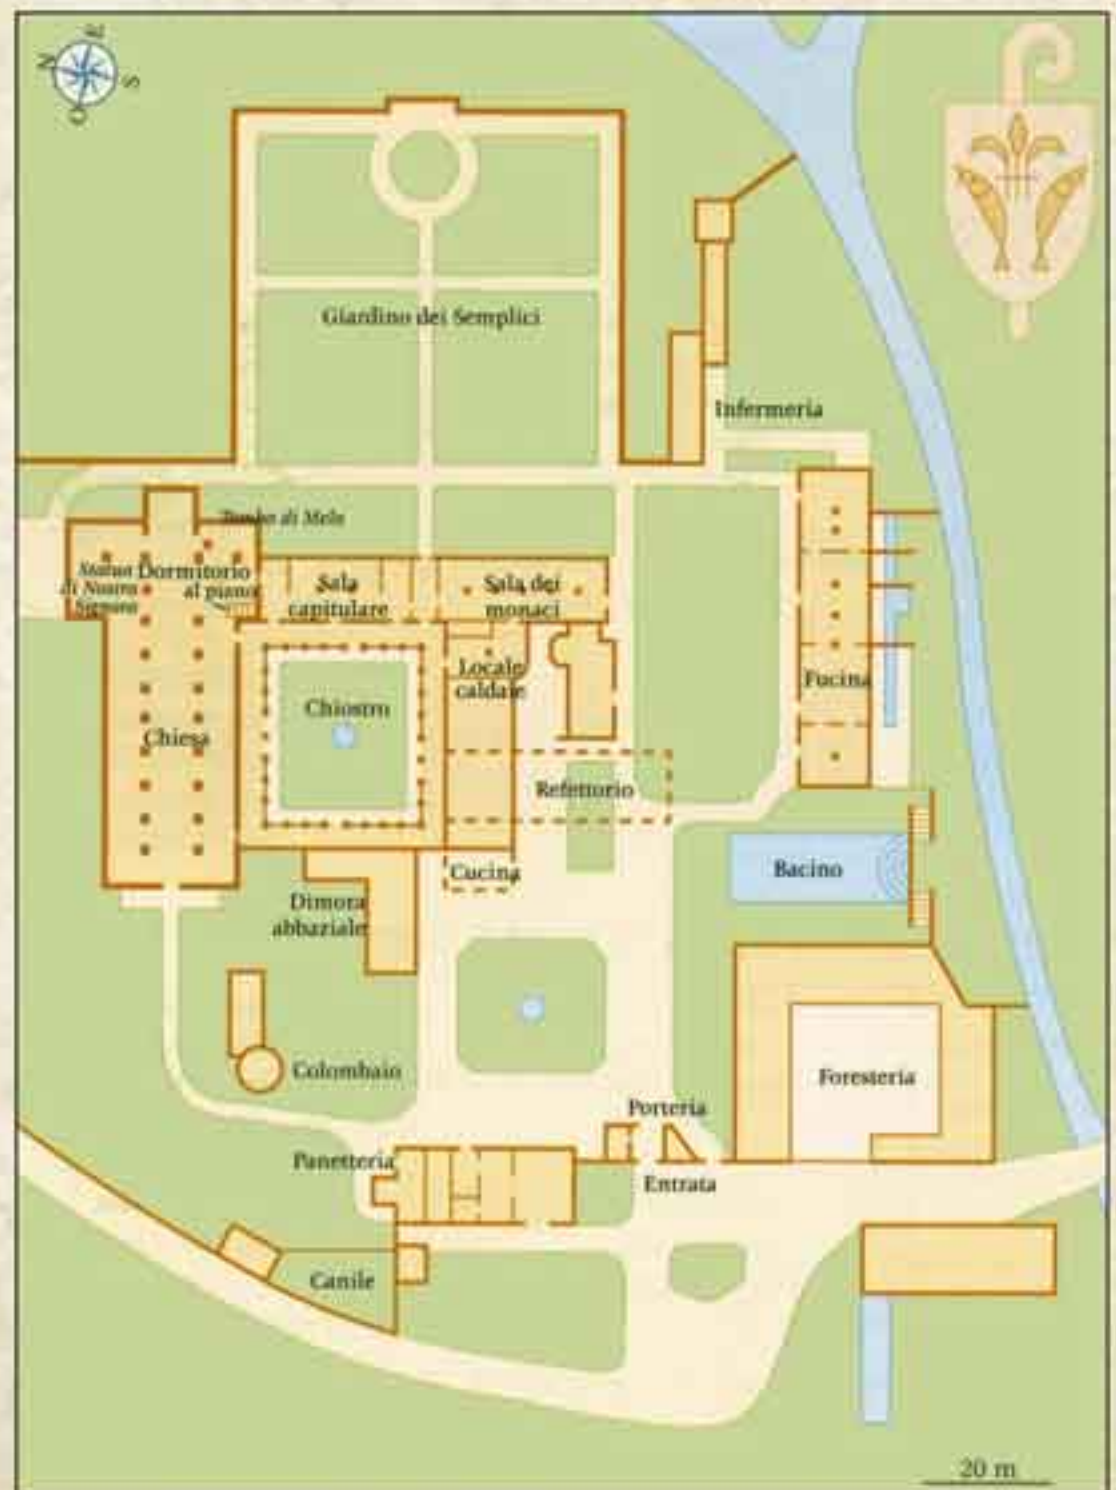 E
N
S
O
Giardino dei Semplici
Infermeria
Tomba di Mela
Statua
di Nostra
Signora
Dormitorio
al piano
Sala
capitulare
Sala dei
monaci
Locale
caldaie
Chiostro
Chiesa
Fucina
Refettorio
Cucina
Bacino
Dimora
abbaziale
Colombaio
Foresteria
Porteria
Panetteria
Entrata
Canile
20 m